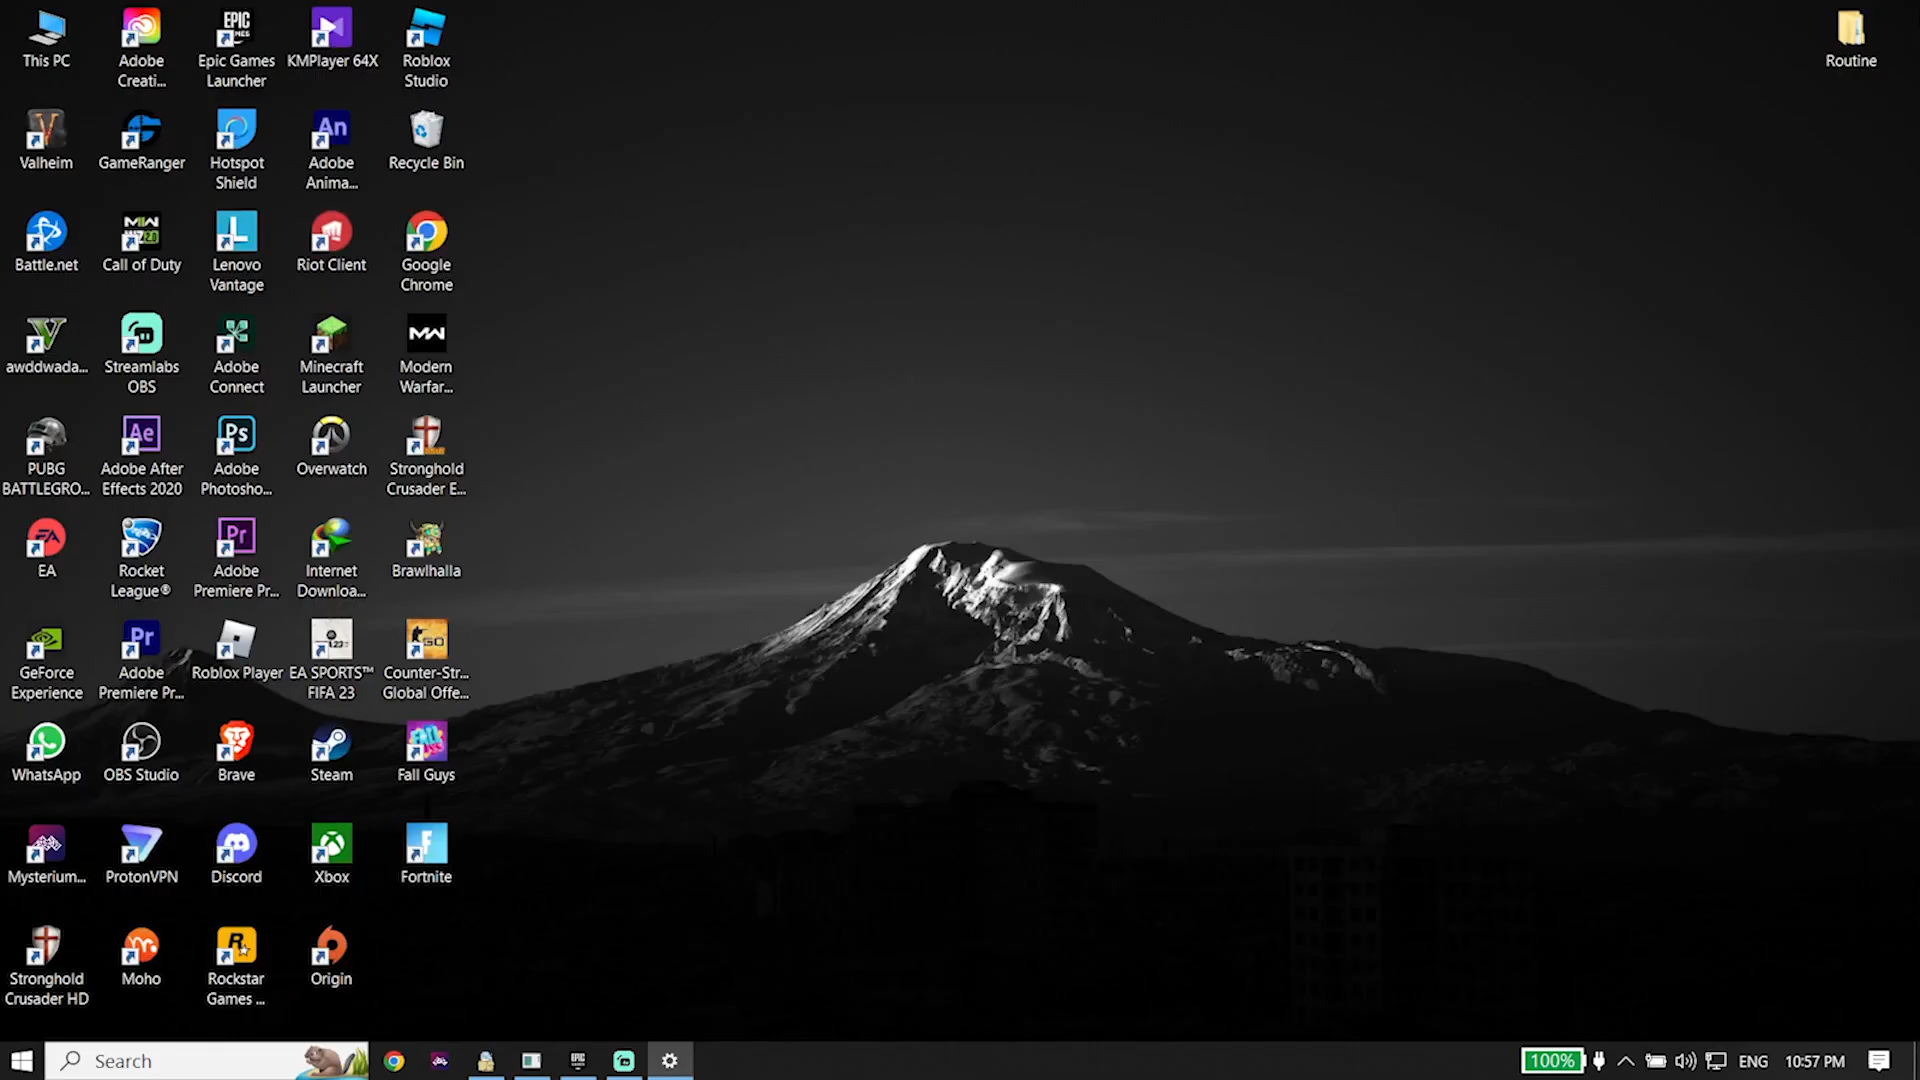 This PC
Adobe
Creati...
Epic Games
Launcher
KMPlayer 64X
Roblox
Studio
Routine
Valheim
GameRanger
Hotspot
Shield
Adobe
Anima...
Recycle Bin
Battle.net
Call of Duty
Lenovo
Vantage
Riot Client
Google
Chrome
awddwada...
Streamlabs
OBS
Adobe
Connect
Minecraft
Launcher
Modern
Warfar...
PUBG
BATTLEGRO...
Adobe After
Effects 2020
Adobe
Photosho...
Overwatch
Stronghold
Crusader E...
EA
Rocket
League®
Adobe
Premiere Pr...
Internet
Downloa...
Brawlhalla
GeForce
Experience
Adobe
Premiere Pr...
Roblox Player
EA SPORTS™
FIFA 23
Counter-Str...
Global Offe...
WhatsApp
OBS Studio
Brave
Steam
Fall Guys
Mysterium...
ProtonVPN
Discord
Xbox
Fortnite
Stronghold
Crusader HD
Moho
Rockstar
Games ...
Origin
Search
100%
ENG
10:57 PM